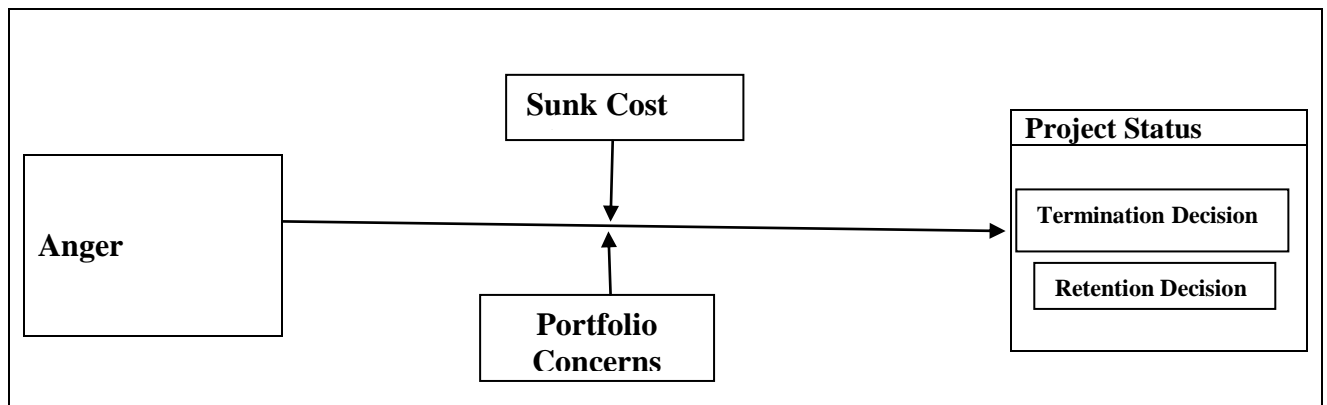 Sunk Cost
Project Status
Termination Decision
Anger
Retention Decision
Portfolio
Concerns